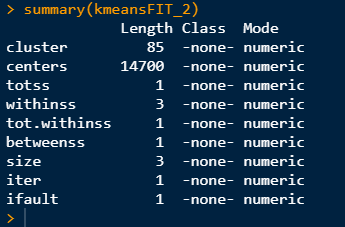 > summary(kmeansFIT_2)
Length Class Mode
cluster 85 -none- numeric
centers 14700 -none- numeric
totss 1 -none- numeric
withinss 3 -none- numeric
tot.withinss 1 -none- numeric
betweenss 1 -none- numeric
size 3 -none- numeric
iter 1 -none- numeric
ifault 1 -none- numeric
>